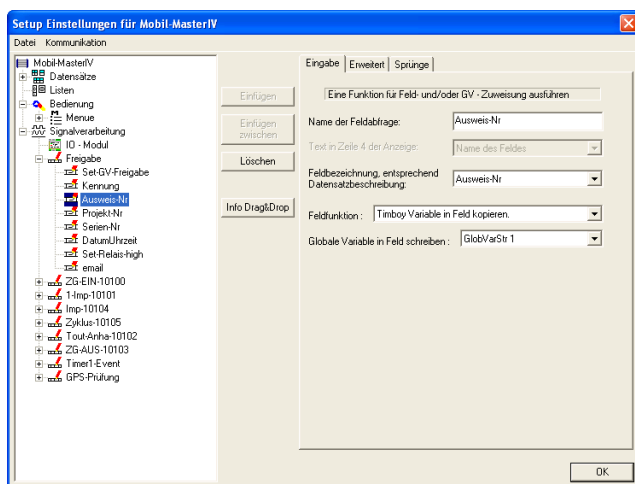 Setup Einstellungen für Mobil-MasterIV
Datei Kommunikation
Mobil-MasterIV
Datensätze
Listen
Bedienung
Menue
Signalverarbeitung
IO - Modul
Freigabe
Set-GV-Freigabe
Kennung
Ausweis-Nr
Projekt-Nr
Serien-Nr
DatumUhrzeit
Set-Relais-high
email
ZG-EIN-10100
1-Imp-10101
Imp-10104
Zyklus-10105
Tout-Anha-10102
ZG-AUS-10103
Timer1-Event
GPS-Prüfung
Einfügen
Einfügen
zwischen
Löschen
Info Drag&Drop
Eingabe Erweitert Sprünge
Eine Funktion für Feld- und/oder GV - Zuweisung ausführen
Name der Feldabfrage: Ausweis-Nr
Text in Zeile 4 der Anzeige: Name des Feldes
Feldbezeichnung, entsprechend
Datensatzbeschreibung: Ausweis-Nr
Feldfunktion : Timboy Variable in Feld kopieren.
Globale Variable in Feld schreiben : GlobVarStr 1
OK